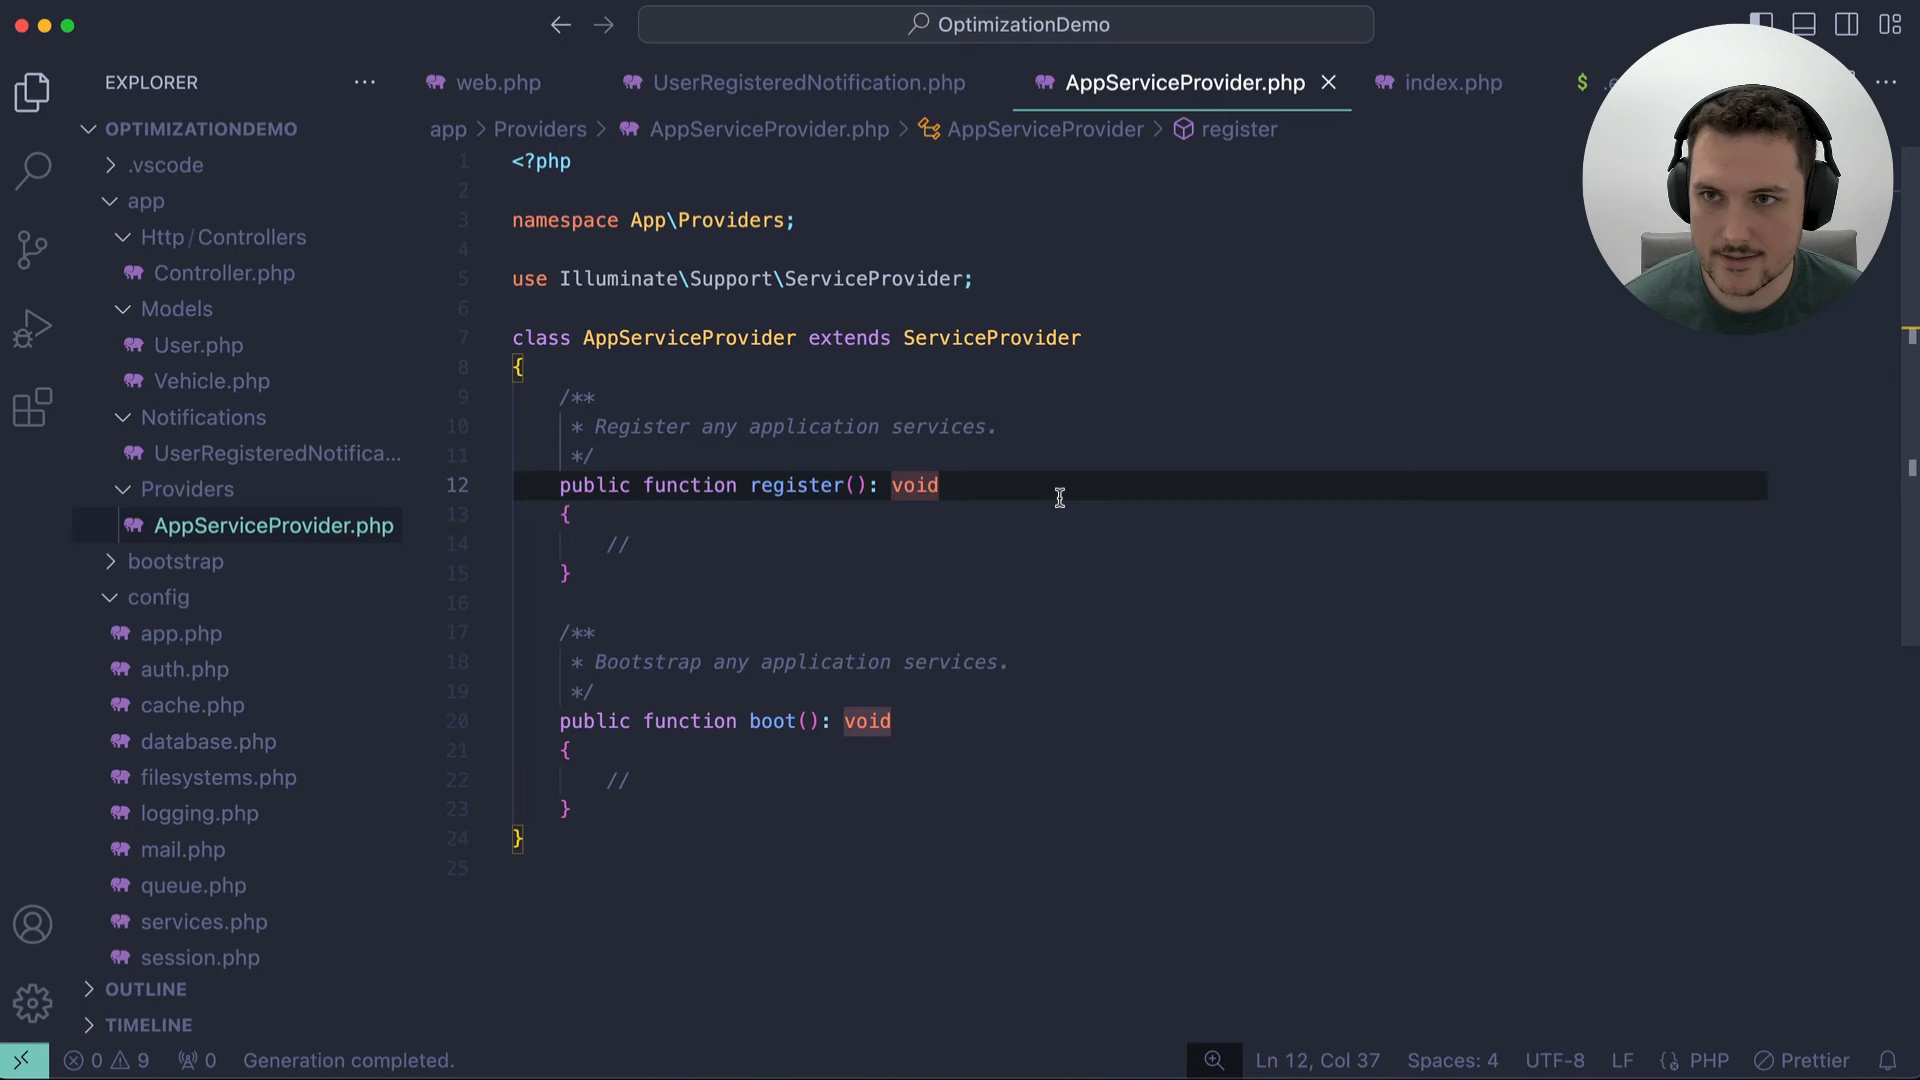 OptimizationDemo
EXPLORER
web.php
UserRegisteredNotification.php
AppServiceProvider.php
index.php
$
app > Providers > AppServiceProvider.php > AppServiceProvider > register
OPTIMIZATIONDEMO
.vscode
app
Http/Controllers
Controller.php
Models
User.php
Vehicle.php
Notifications
UserRegisteredNotifica...
Providers
AppServiceProvider.php
bootstrap
config
app.php
auth.php
cache.php
database.php
filesystems.php
logging.php
mail.php
queue.php
services.php
session.php
OUTLINE
TIMELINE
1 <?php
2
3 namespace App\Providers;
4
5 use Illuminate\Support\ServiceProvider;
6
7 class AppServiceProvider extends ServiceProvider
8 {
9 /**
10 * Register any application services.
11 */
12 public function register(): void
13 {
14 //
15 }
16
17 /**
18 * Bootstrap any application services.
19 */
20 public function boot(): void
21 {
22 //
23 }
24 }
25
0 9 0 Generation completed.
Ln 12, Col 37 Spaces: 4 UTF-8 LF PHP Prettier